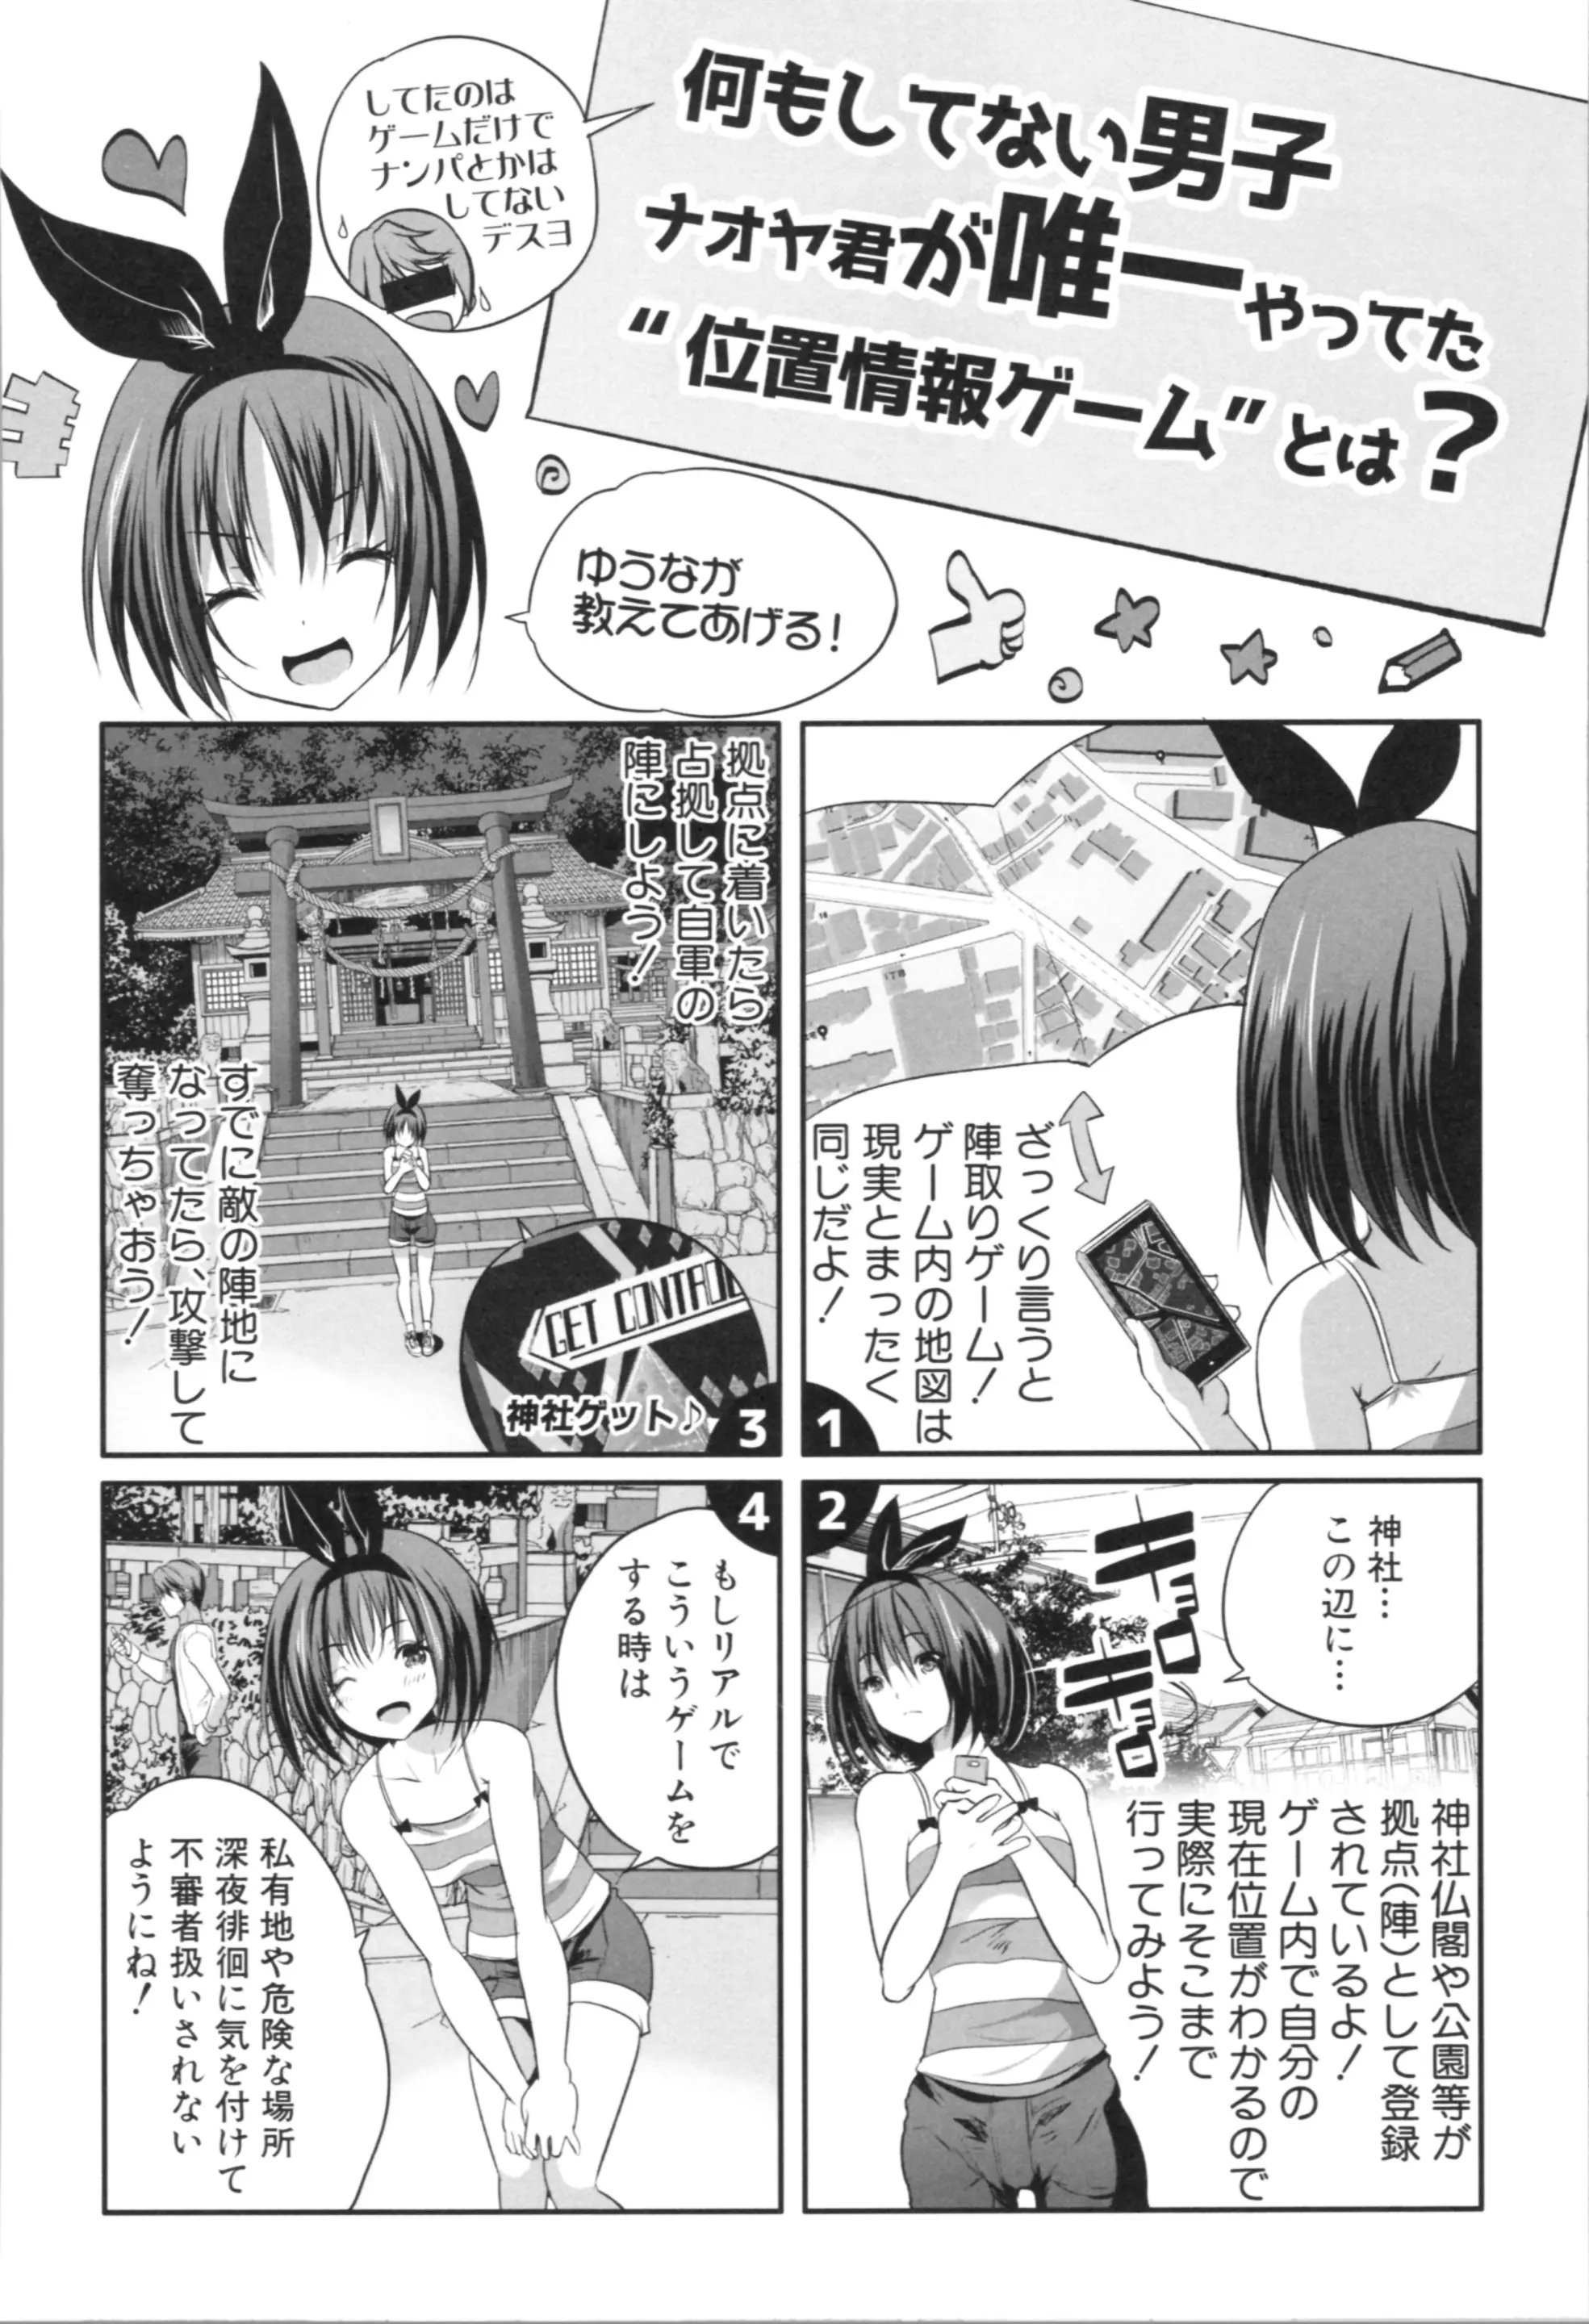 何もしてない男子
ナオヤ君が唯一やってた
“位置情報ゲーム”とは?
してたのは
ゲームだけで
ナンパとかは
してない
デスヨ
ゆうなが
教えてあげる!
ざっくり言うと
陣取りゲーム!
ゲーム内の地図は
現実とまったく
同じだよ!
1
神社…
この辺に…
キョロ
キョロ
神社仏閣や公園等が
拠点(陣)として登録
されているよ!
ゲーム内で自分の
現在位置がわかるので
実際にそこまで
行ってみよう!
2
拠点に着いたら
占拠して自軍の
陣にしよう!
すでに敵の陣地に
なってたら、攻撃して
奪っちゃおう!
GET CONTROL
神社ゲット♪
3
もしリアルで
こういうゲームを
する時は
私有地や危険な場所
深夜徘徊に気を付けて
不審者扱いされない
ようにね!
4